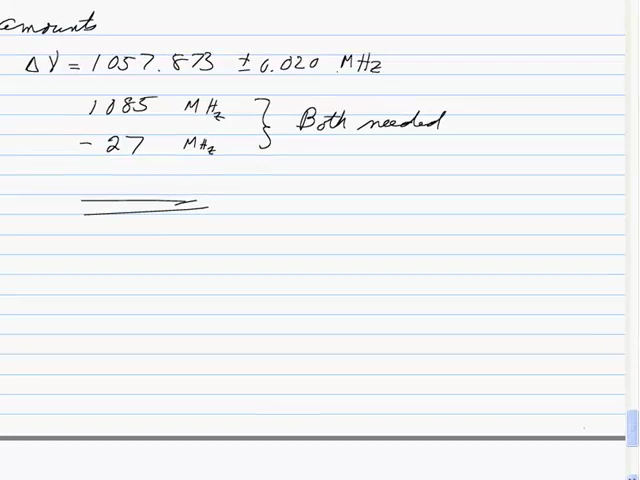 amounts
Δν = 1057.873 ± 0.020 MHz
1085 MHz
- 27 MHz } Both needed